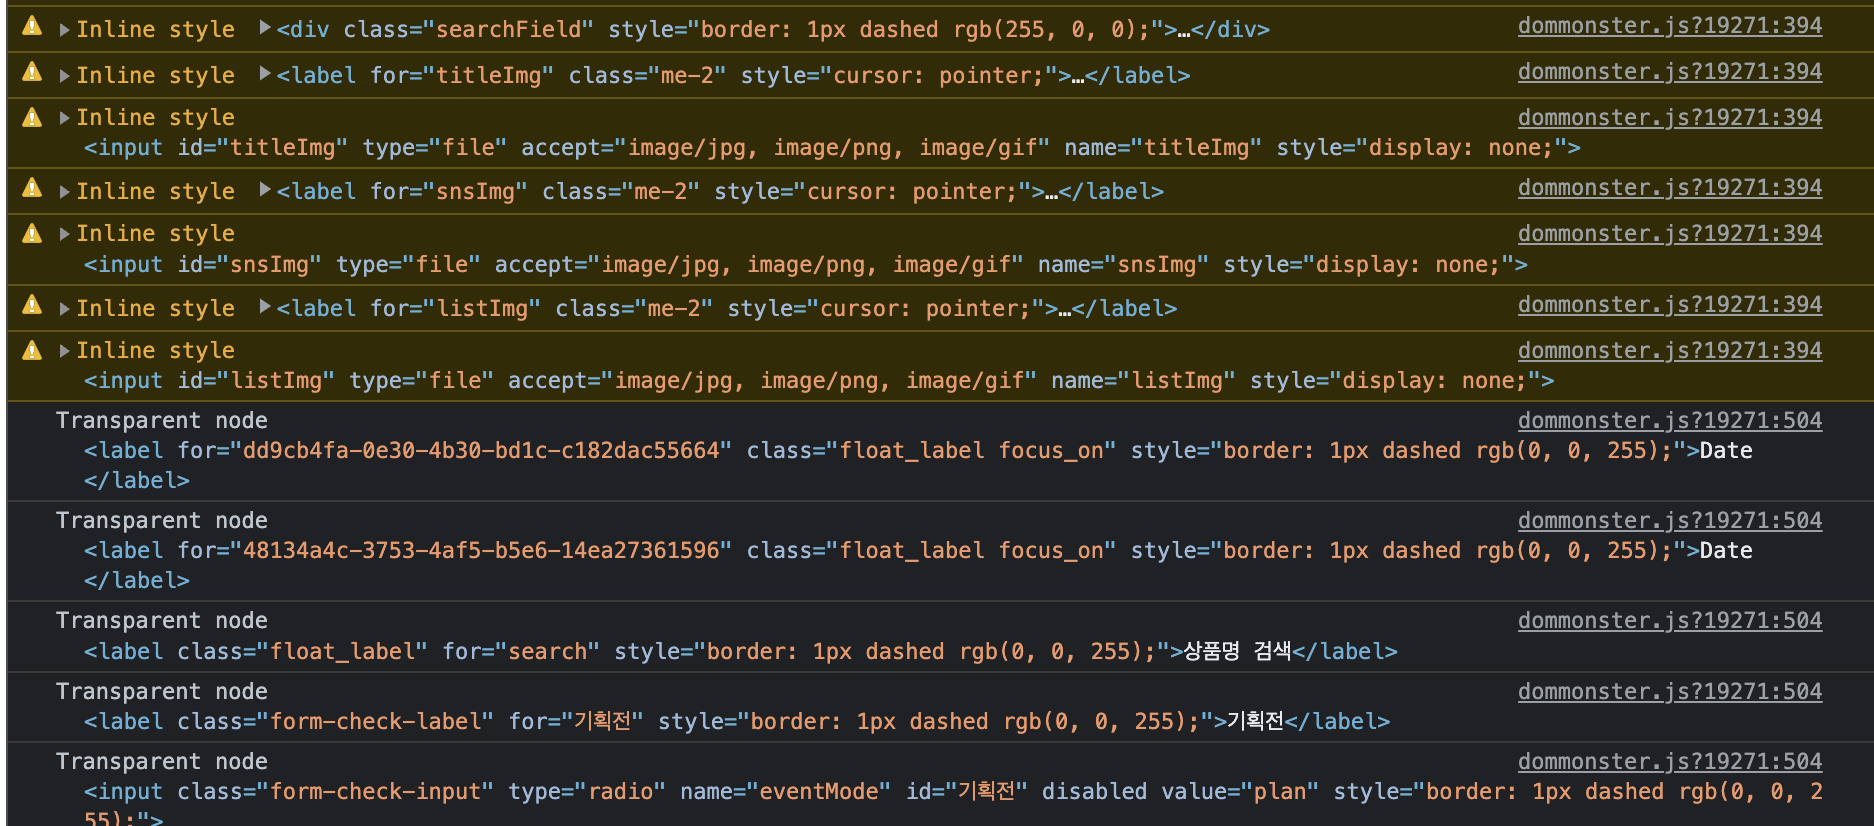 Inline style <div class="searchField" style="border: 1px dashed rgb(255, 0, 0);">…</div> dommonster.js?19271:394
Inline style <label for="titleImg" class="me-2" style="cursor: pointer;">…</label> dommonster.js?19271:394
Inline style dommonster.js?19271:394
<input id="titleImg" type="file" accept="image/jpg, image/png, image/gif" name="titleImg" style="display: none;">
Inline style <label for="snsImg" class="me-2" style="cursor: pointer;">…</label> dommonster.js?19271:394
Inline style dommonster.js?19271:394
<input id="snsImg" type="file" accept="image/jpg, image/png, image/gif" name="snsImg" style="display: none;">
Inline style <label for="listImg" class="me-2" style="cursor: pointer;">…</label> dommonster.js?19271:394
Inline style dommonster.js?19271:394
<input id="listImg" type="file" accept="image/jpg, image/png, image/gif" name="listImg" style="display: none;">
Transparent node dommonster.js?19271:504
<label for="dd9cb4fa-0e30-4b30-bd1c-c182dac55664" class="float_label focus_on" style="border: 1px dashed rgb(0, 0, 255);">Date
</label>
Transparent node dommonster.js?19271:504
<label for="48134a4c-3753-4af5-b5e6-14ea27361596" class="float_label focus_on" style="border: 1px dashed rgb(0, 0, 255);">Date
</label>
Transparent node dommonster.js?19271:504
<label class="float_label" for="search" style="border: 1px dashed rgb(0, 0, 255);">상품명 검색</label>
Transparent node dommonster.js?19271:504
<label class="form-check-label" for="기획전" style="border: 1px dashed rgb(0, 0, 255);">기획전</label>
Transparent node dommonster.js?19271:504
<input class="form-check-input" type="radio" name="eventMode" id="기획전" disabled value="plan" style="border: 1px dashed rgb(0, 0, 2
55);">